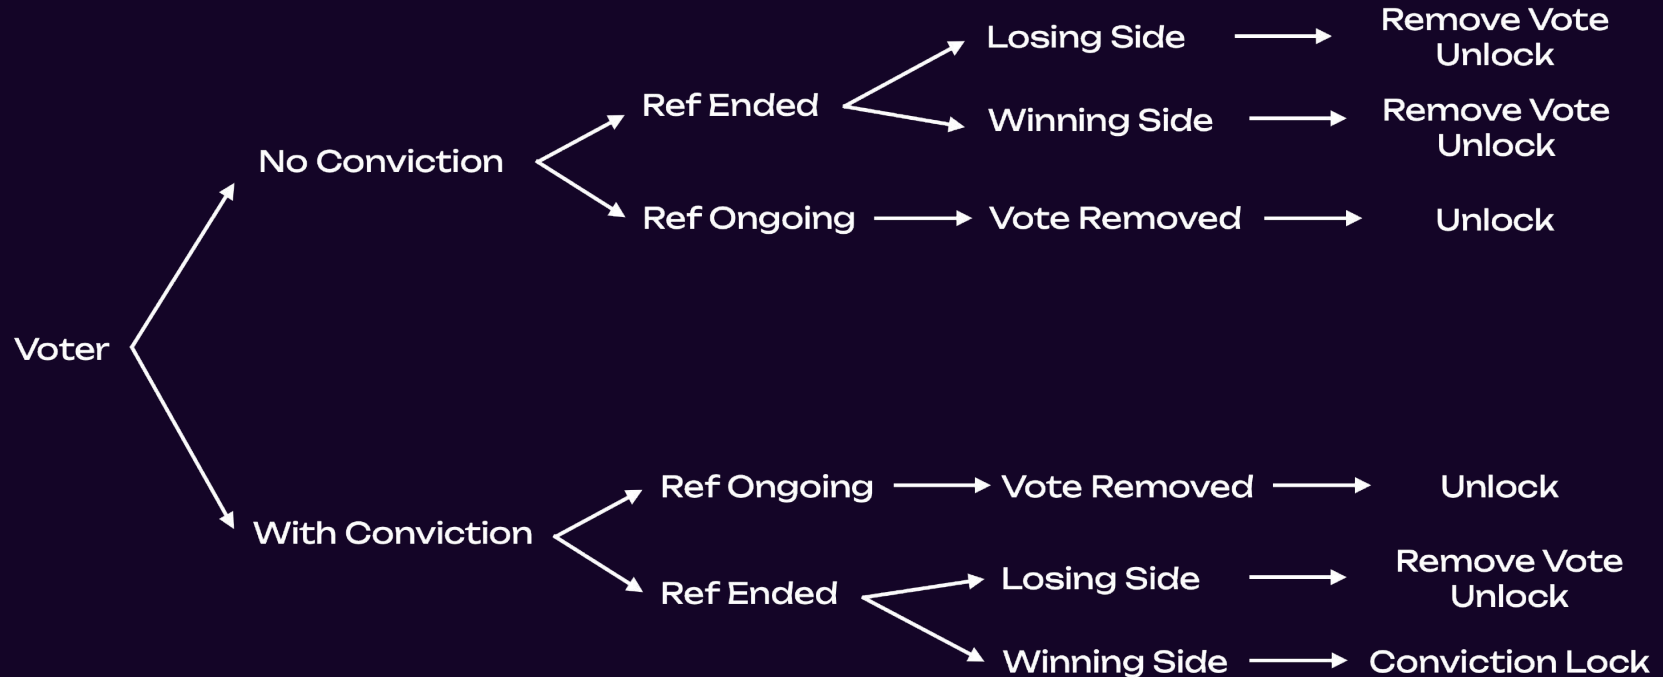 Losing Side
Remove Vote
Unlock
Ref Ended
Winning Side
Remove Vote
Unlock
No Conviction
Ref Ongoing
Vote Removed
Unlock
Voter
Ref Ongoing
Vote Removed
Unlock
With Conviction
Ref Ended
Losing Side
Remove Vote
Unlock
Winning Side
Conviction Lock